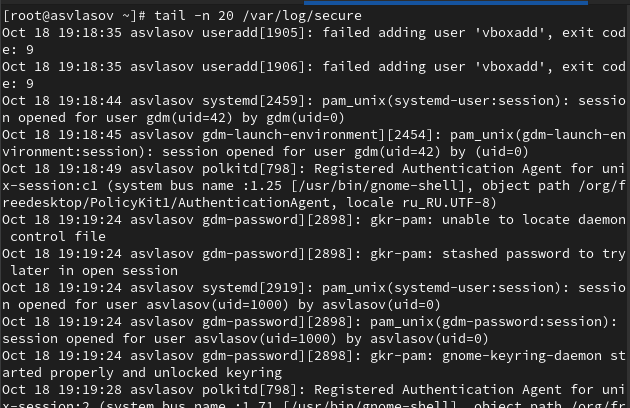 [root@asvlasov ~]# tail -n 20 /var/log/secure
Oct 18 19:18:35 asvlasov useradd[1905]: failed adding user 'vboxadd', exit cod
e: 9
Oct 18 19:18:35 asvlasov useradd[1906]: failed adding user 'vboxadd', exit cod
e: 9
Oct 18 19:18:44 asvlasov systemd[2459]: pam_unix(systemd-user:session): sessio
n opened for user gdm(uid=42) by gdm(uid=0)
Oct 18 19:18:45 asvlasov gdm-launch-environment][2454]: pam_unix(gdm-launch-en
vironment:session): session opened for user gdm(uid=42) by (uid=0)
Oct 18 19:18:49 asvlasov polkitd[798]: Registered Authentication Agent for uni
x-session:c1 (system bus name :1.25 [/usr/bin/gnome-shell], object path /org/f
reedesktop/PolicyKit1/AuthenticationAgent, locale ru_RU.UTF-8)
Oct 18 19:19:24 asvlasov gdm-password][2898]: gkr-pam: unable to locate daemon
 control file
Oct 18 19:19:24 asvlasov gdm-password][2898]: gkr-pam: stashed password to try
 later in open session
Oct 18 19:19:24 asvlasov systemd[2919]: pam_unix(systemd-user:session): sessio
n opened for user asvlasov(uid=1000) by asvlasov(uid=0)
Oct 18 19:19:24 asvlasov gdm-password][2898]: pam_unix(gdm-password:session):
session opened for user asvlasov(uid=1000) by asvlasov(uid=0)
Oct 18 19:19:24 asvlasov gdm-password][2898]: gkr-pam: gnome-keyring-daemon st
arted properly and unlocked keyring
Oct 18 19:19:28 asvlasov polkitd[798]: Registered Authentication Agent for uni
x-session:2 (system bus name :1.71 [/usr/bin/gnome-shell], object path /org/fr